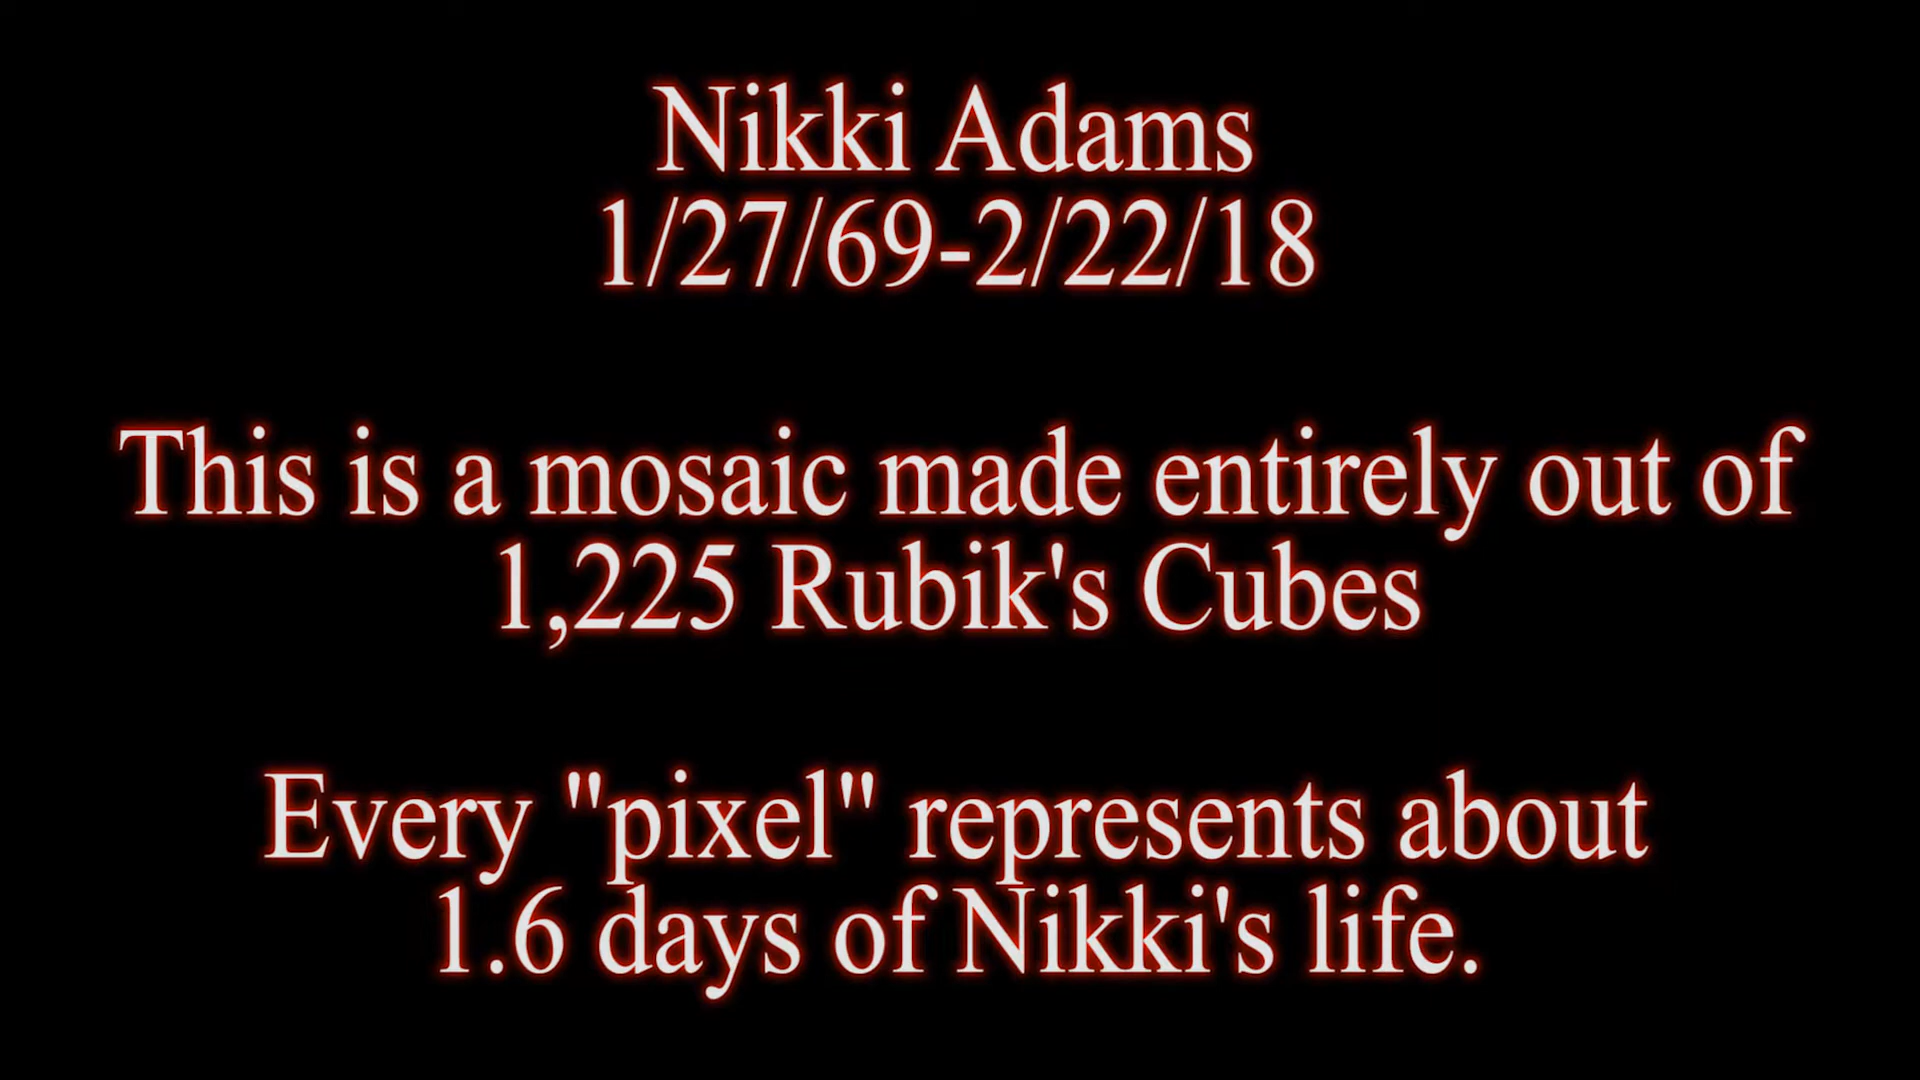 Nikki Adams
1/27/69-2/22/18
This is a mosaic made entirely out of
1,225 Rubik's Cubes
Every "pixel" represents about
1.6 days of Nikki's life.